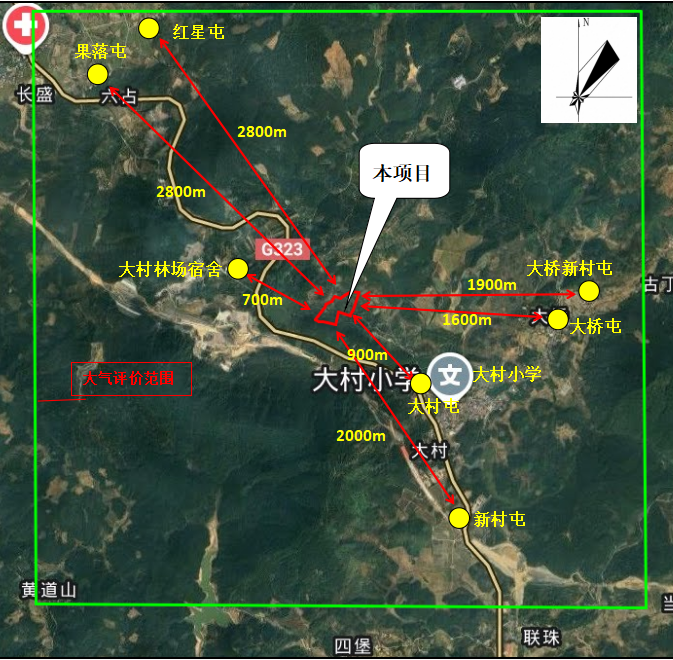 红星屯
N
果落屯
长盛
六占
2800m
2800m
本项目
G323
大村林场宿舍
700m
大桥新村屯
1900m
古丁
1600m
大
大桥屯
900m
大村小学
文
大村小学
大气评价范围
大村屯
2000m
大村
新村屯
黄道山
当
四堡
联珠